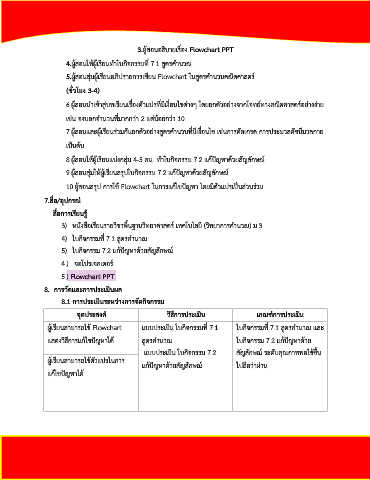 3.ผู้สอนอธิบายเรื่อง Flowchart PPT
4.ผู้สอนให้ผู้เรียนทำใบกิจกรรมที่ 7.1 สูตรคำนวณ
5.ผู้สอนสุ่มผู้เรียนอภิปรายการเขียน Flowchart ในสูตรคำนวณคณิตศาสตร์
(ชั่วโมง 3-4)
6.ผู้สอนนำเข้าสู่บทเรียนเรื่องตัวแปรที่มีเงื่อนไขต่างๆ โดยยกตัวอย่างจากโจทย์ทางคณิตศาสตร์อย่างง่าย
เช่น จงบอกจำนวนที่มากกว่า 2 แต่น้อยกว่า 10
7.ผู้สอนและผู้เรียนร่วมกันยกตัวอย่างสูตรคำนวนที่มีเงื่อนไข เช่นการตัดเกรด การประมวลดัชนีมวลกาย
เป็นต้น
8.ผู้สอนให้ผู้เรียนแบ่งกลุ่ม 4-5 คน ทำใบกิจกรรม 7.2 แก้ปัญหาด้วยสัญลักษณ์
9.ผู้สอนสุ่มให้ผู้เรียนสรุปใบกิจกรรม 7.2 แก้ปัญหาด้วยสัญลักษณ์
10.ผู้สอนสรุป การใช้ Flowchart ในการแก้ไขปัญหา โดยมีตัวแปรเป็นส่วนร่วม
7.สื่อ/อุปกรณ์
สื่อการเรียนรู้
3) หนังสือเรียนรายวิชาพื้นฐานวิทยาศาสตร์ เทคโนโลยี (วิทยาการคำนวณ) ม.3
4) ใบกิจกรรมที่ 7.1 สูตรคำนวณ
5) ใบกิจกรรม 7.2 แก้ปัญหาด้วยสัญลักษณ์
4) จอโปรเจคเตอร์
5) Flowchart PPT
8. การวัดและการประเมินผล
8.1 การประเมินระหว่างการจัดกิจกรรม
จุดประสงค์ วิธีการประเมิน เกณฑ์การประเมิน
ผู้เรียนสามารถใช้ Flowchart แบบประเมิน ใบกิจกรรมที่ 7.1 ใบกิจกรรมที่ 7.1 สูตรคำนวณ และ
แสดงวิธีการแก้ไขปัญหาได้ สูตรคำนวณ ใบกิจกรรม 7.2 แก้ปัญหาด้วย
ผู้เรียนสามารถใช้ตัวแปรในการ แบบประเมิน ใบกิจกรรม 7.2 สัญลักษณ์ ระดับคุณภาพพอใช้ขึ้น
แก้ไขปัญหาได้ แก้ปัญหาด้วยสัญลักษณ์ ไปถือว่าผ่าน